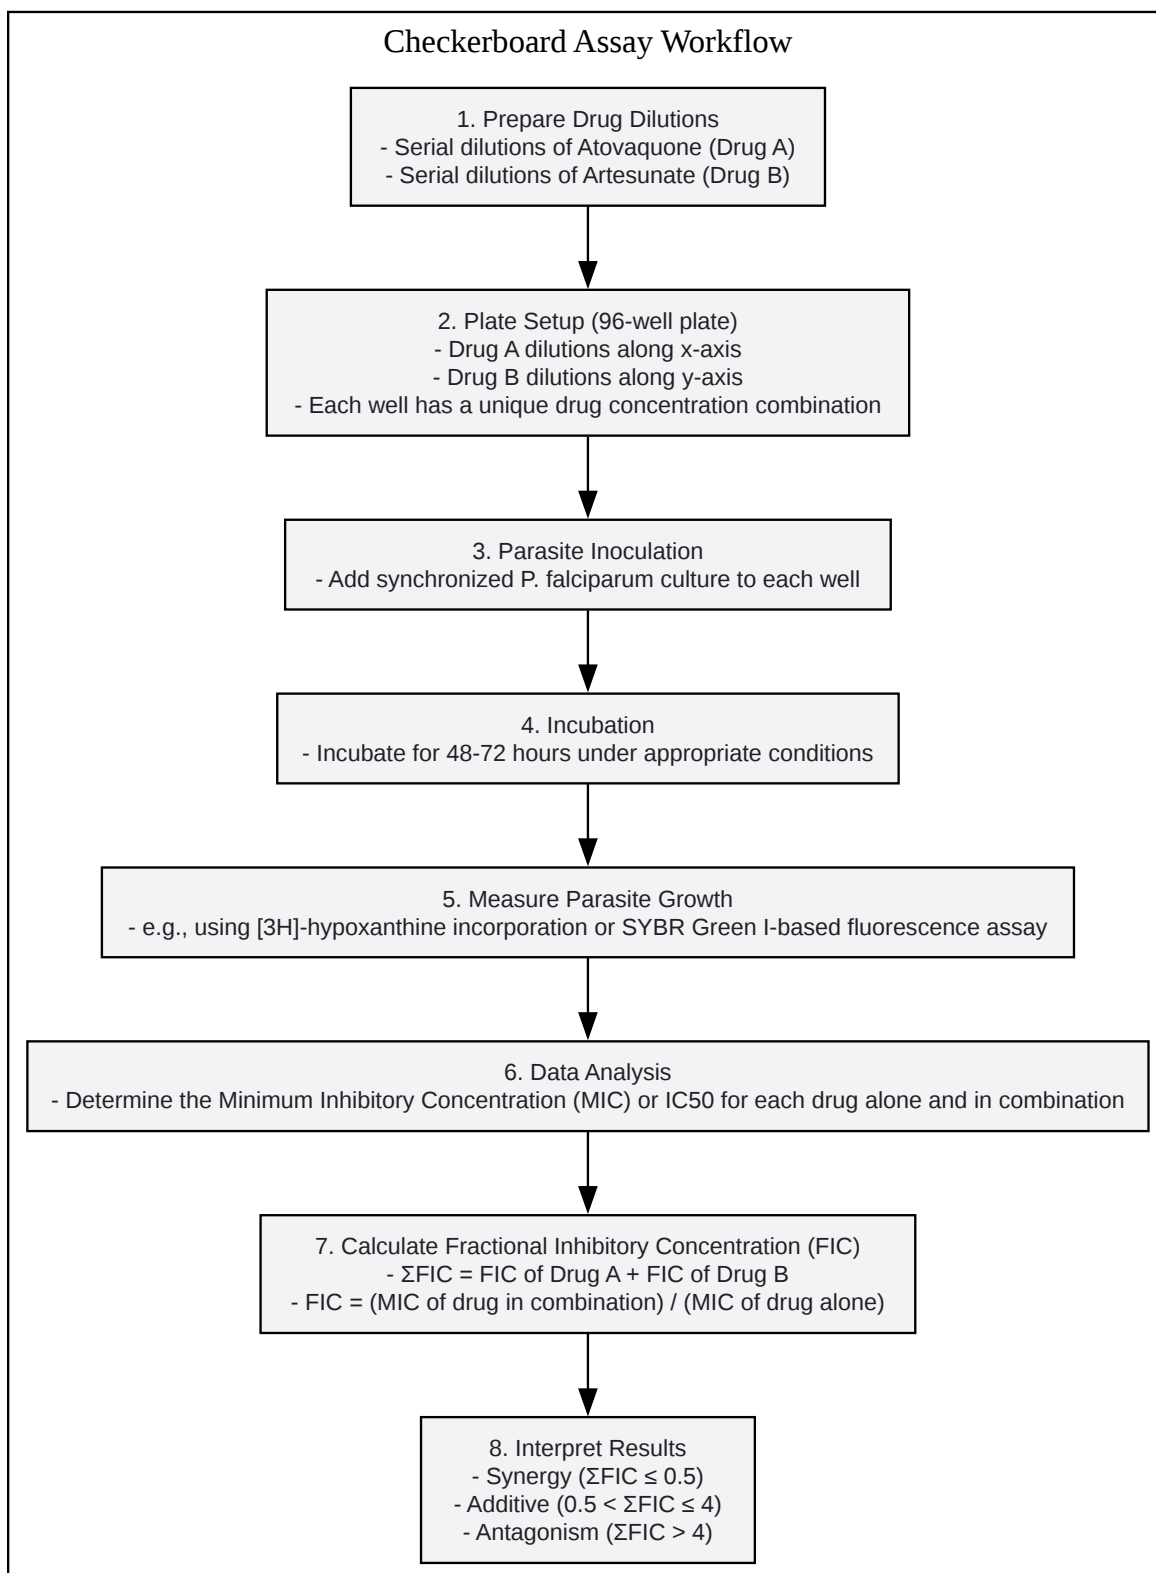 Checkerboard Assay Workflow
1. Prepare Drug Dilutions
- Serial dilutions of Atovaquone (Drug A)
- Serial dilutions of Artesunate (Drug B)
2. Plate Setup (96-well plate)
- Drug A dilutions along x-axis
- Drug B dilutions along y-axis
- Each well has a unique drug concentration combination
3. Parasite Inoculation
- Add synchronized P. falciparum culture to each well
4. Incubation
- Incubate for 48-72 hours under appropriate conditions
5. Measure Parasite Growth
- e.g., using [3H]-hypoxanthine incorporation or SYBR Green I-based fluorescence assay
6. Data Analysis
- Determine the Minimum Inhibitory Concentration (MIC) or IC50 for each drug alone and in combination
7. Calculate Fractional Inhibitory Concentration (FIC)
- ΣFIC = FIC of Drug A + FIC of Drug B
- FIC = (MIC of drug in combination) / (MIC of drug alone)
8. Interpret Results
- Synergy (ΣFIC ≤ 0.5)
- Additive (0.5 < ΣFIC ≤ 4)
- Antagonism (ΣFIC > 4)